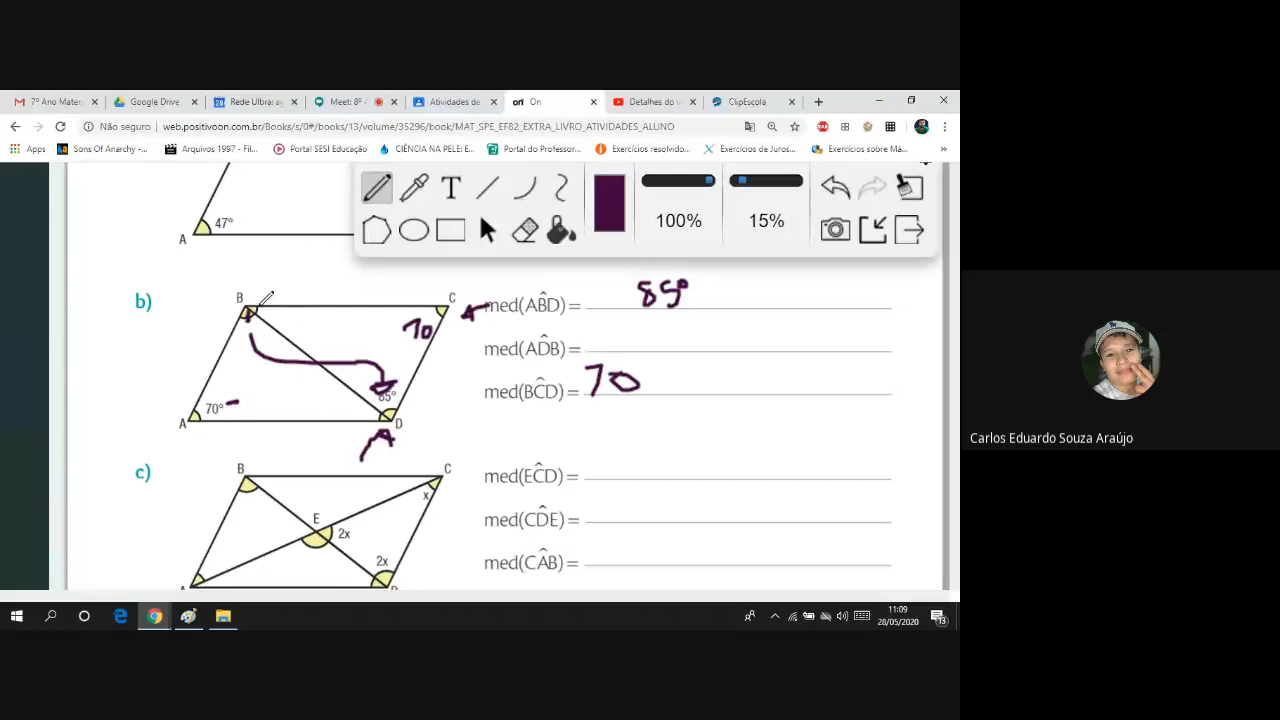 7º Ano Matem
Google Drive
Rede Ulbra: ag
Meet: 8º
Atividades de
On
Detalhes do v
ClipEscola
Não seguro
web.positivoon.com.br/Books/s/0#/books/13/volume/35296/book/MAT_SPE_EF82_EXTRA_LIVRO_ATIVIDADES_ALUNO
Apps
Sons Of Anarchy -...
Arquivos 1997 - Fil...
Portal SESI Educação
CIÊNCIA NA PELE: E...
Portal do Professor...
Exercícios resolvido...
Exercícios de Juros...
Exercícios sobre Má...
»
100%
15%
A
47°
b)
B
C
70
A
70°
D
med(AB̂D) = 85°
med(AD̂B) =
med(BĈD) = 70
c)
B
C
x
E
2x
2x
med(EĈD) =
med(CD̂E) =
med(CÂB) =
Carlos Eduardo Souza Araújo
11:09
28/05/2020